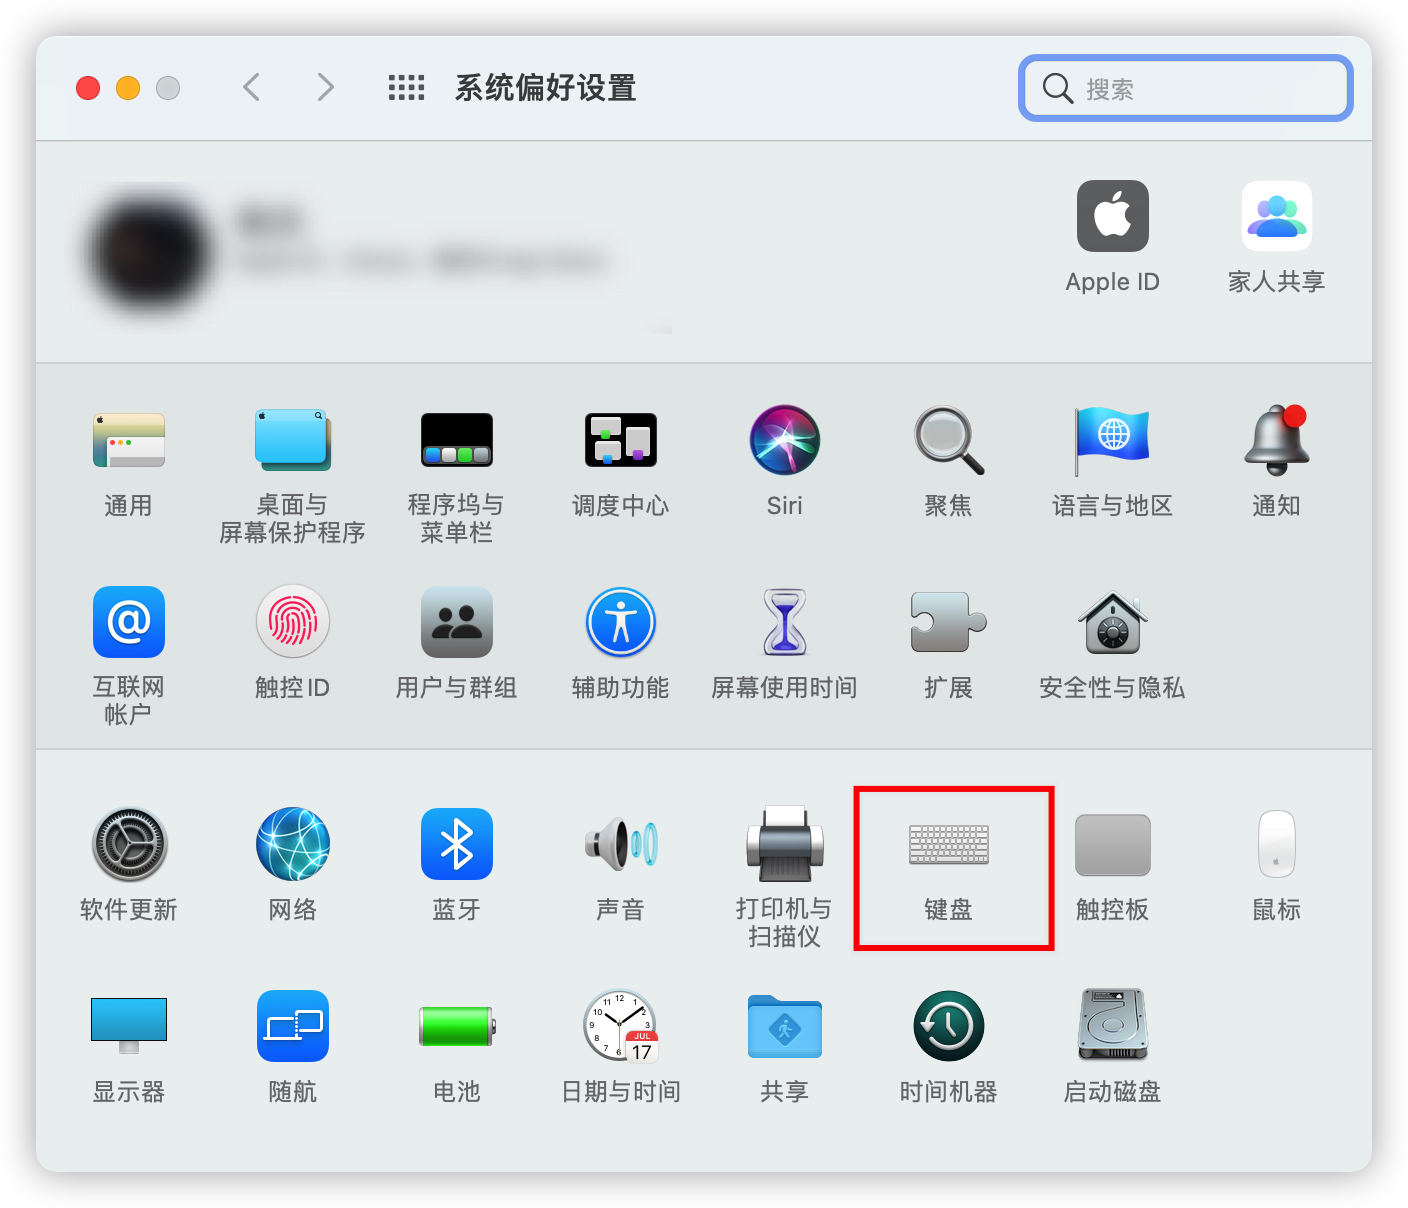 系统偏好设置
搜索
Apple ID
家人共享
通用
桌面与
屏幕保护程序
程序坞与
菜单栏
调度中心
Siri
聚焦
语言与地区
通知
互联网
帐户
触控 ID
用户与群组
辅助功能
屏幕使用时间
扩展
安全性与隐私
软件更新
网络
蓝牙
声音
打印机与
扫描仪
键盘
触控板
鼠标
显示器
随航
电池
12
11
1
10
2
9
3
8
7
6
JUL
17
日期与时间
共享
时间机器
启动磁盘